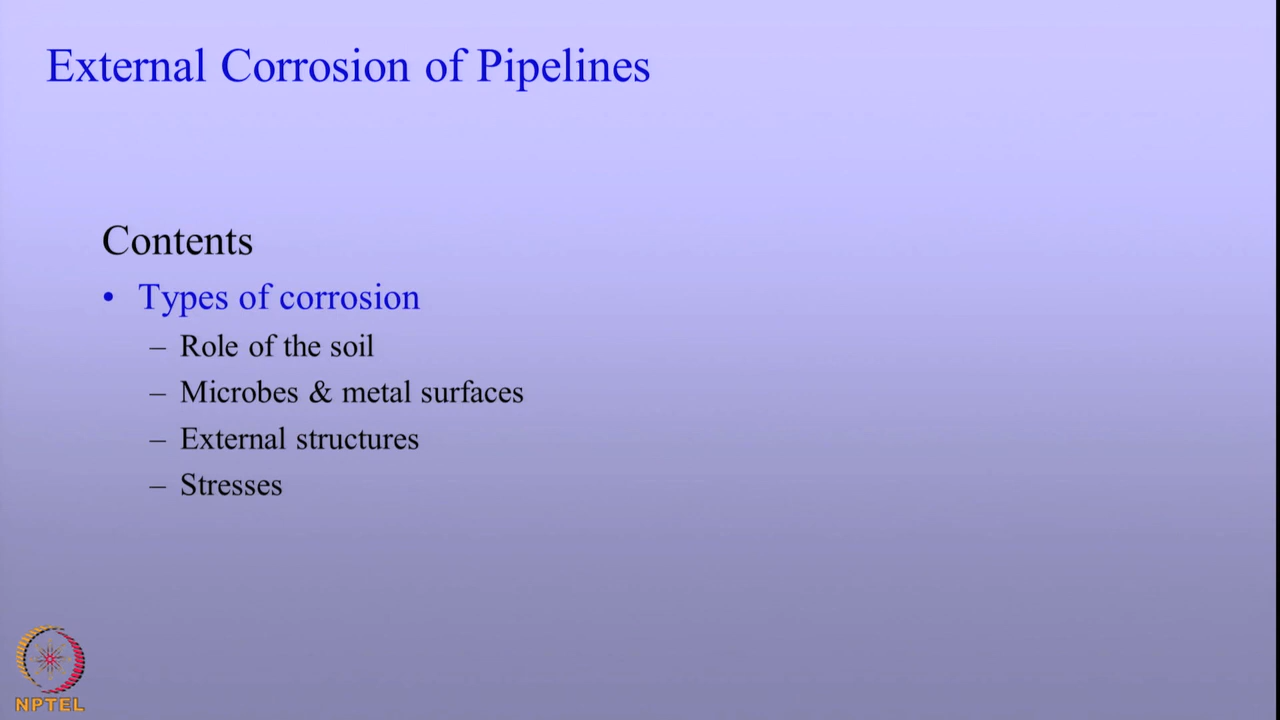 External Corrosion of Pipelines
Contents
• Types of corrosion
– Role of the soil
– Microbes & metal surfaces
– External structures
– Stresses
NPTEL